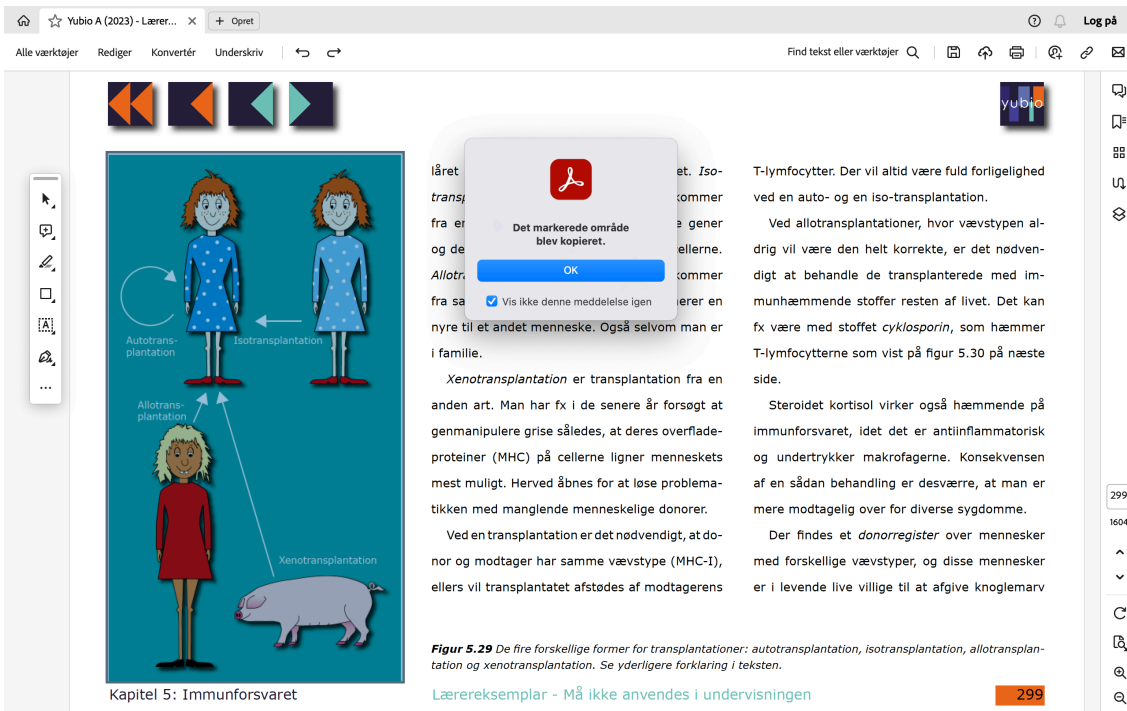 Yubio A (2023) - Lærer...
+ Opret
Log på
Alle værktøjer
Rediger
Konvertér
Underskriv
Find tekst eller værktøjer
yubio
Autotrans-
plantation
Isotransplantation
Allotrans-
plantation
Xenotransplantation
låret et. Iso-
trans kommer
fra e gener
og de ellerne.
Allotr kommer
fra sa erer en
nyre til et andet menneske. Også selvom man er
i familie.
Xenotransplantation er transplantation fra en
anden art. Man har fx i de senere år forsøgt at
genmanipulere grise således, at deres overflade-
proteiner (MHC) på cellerne ligner menneskets
mest muligt. Herved åbnes for at løse problema-
tikken med manglende menneskelige donorer.
Ved en transplantation er det nødvendigt, at do-
nor og modtager har samme vævstype (MHC-I),
ellers vil transplantatet afstødes af modtagerens
Det markerede område
blev kopieret.
OK
Vis ikke denne meddelelse igen
T-lymfocytter. Der vil altid være fuld forligelighed
ved en auto- og en iso-transplantation.
Ved allotransplantationer, hvor vævstypen al-
drig vil være den helt korrekte, er det nødven-
digt at behandle de transplanterede med im-
munhæmmende stoffer resten af livet. Det kan
fx være med stoffet cyklosporin, som hæmmer
T-lymfocytterne som vist på figur 5.30 på næste
side.
Steroidet kortisol virker også hæmmende på
immunforsvaret, idet det er antiinflammatorisk
og undertrykker makrofagerne. Konsekvensen
af en sådan behandling er desværre, at man er
mere modtagelig over for diverse sygdomme.
Der findes et donorregister over mennesker
med forskellige vævstyper, og disse mennesker
er i levende live villige til at afgive knoglemarv
Figur 5.29 De fire forskellige former for transplantationer: autotransplantation, isotransplantation, allotransplan-
tation og xenotransplantation. Se yderligere forklaring i teksten.
Kapitel 5: Immunforsvaret
Lærereksemplar - Må ikke anvendes i undervisningen
299
299
1604